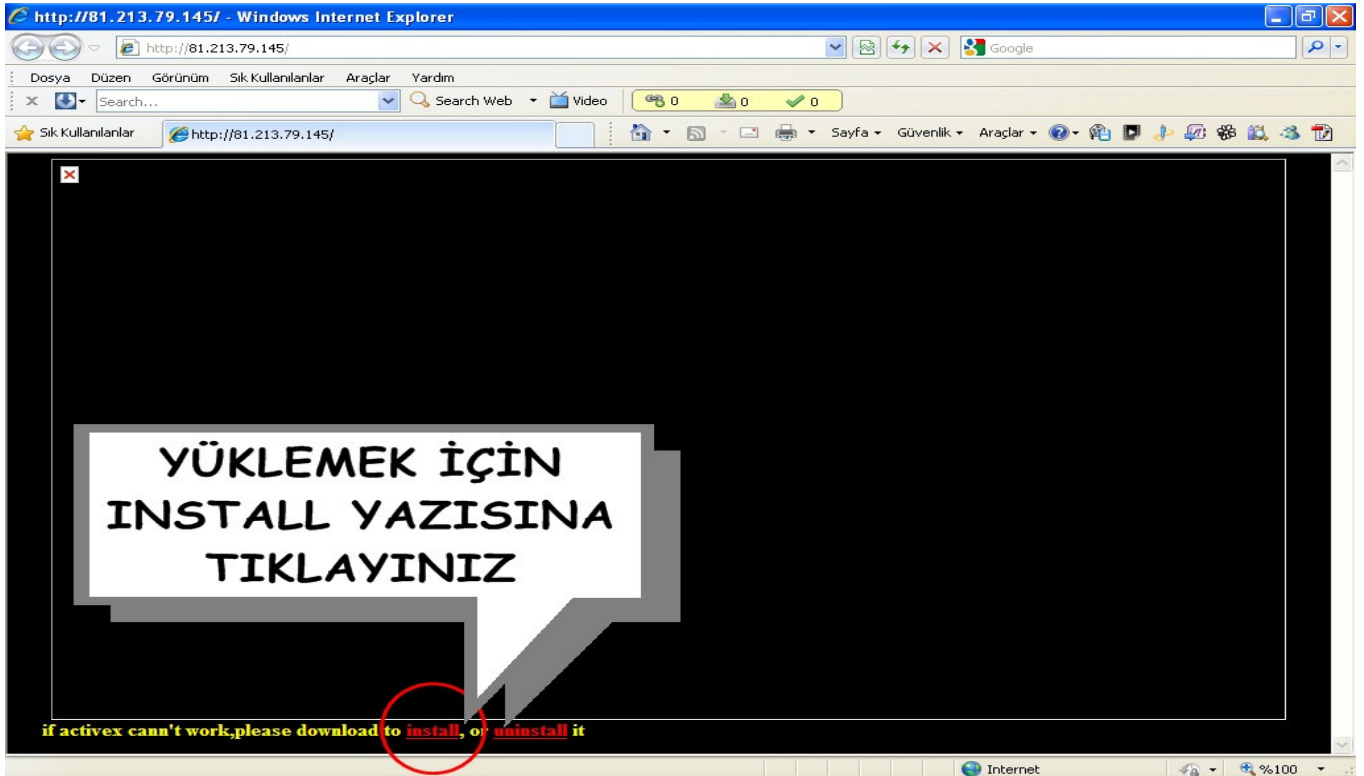 http://81.213.79.145/ - Windows Internet Explorer
http://81.213.79.145/
Google
Dosya Düzen Görünüm Sık Kullanılanlar Araçlar Yardım
Search... Search Web Video 0 0 0
Sık Kullanılanlar http://81.213.79.145/ Sayfa Güvenlik Araçlar
YÜKLEMEK İÇİN
INSTALL YAZISINA
TIKLAYINIZ
if activex cann't work,please download to install, or uninstall it
Internet %100